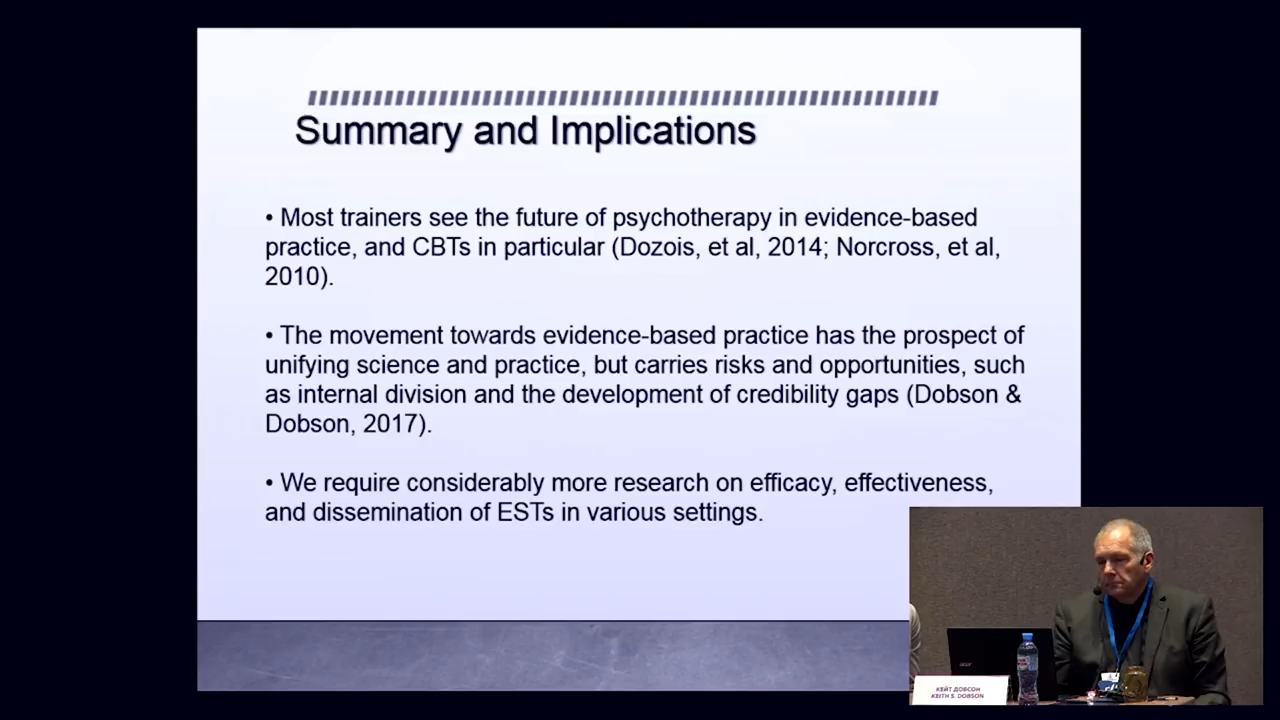 Summary and Implications
• Most trainers see the future of psychotherapy in evidence-based
practice, and CBTs in particular (Dozois, et al, 2014; Norcross, et al,
2010).
• The movement towards evidence-based practice has the prospect of
unifying science and practice, but carries risks and opportunities, such
as internal division and the development of credibility gaps (Dobson &
Dobson, 2017).
• We require considerably more research on efficacy, effectiveness,
and dissemination of ESTs in various settings.
acer
КЕЙТ ДОБСОН
KEITH S. DOBSON